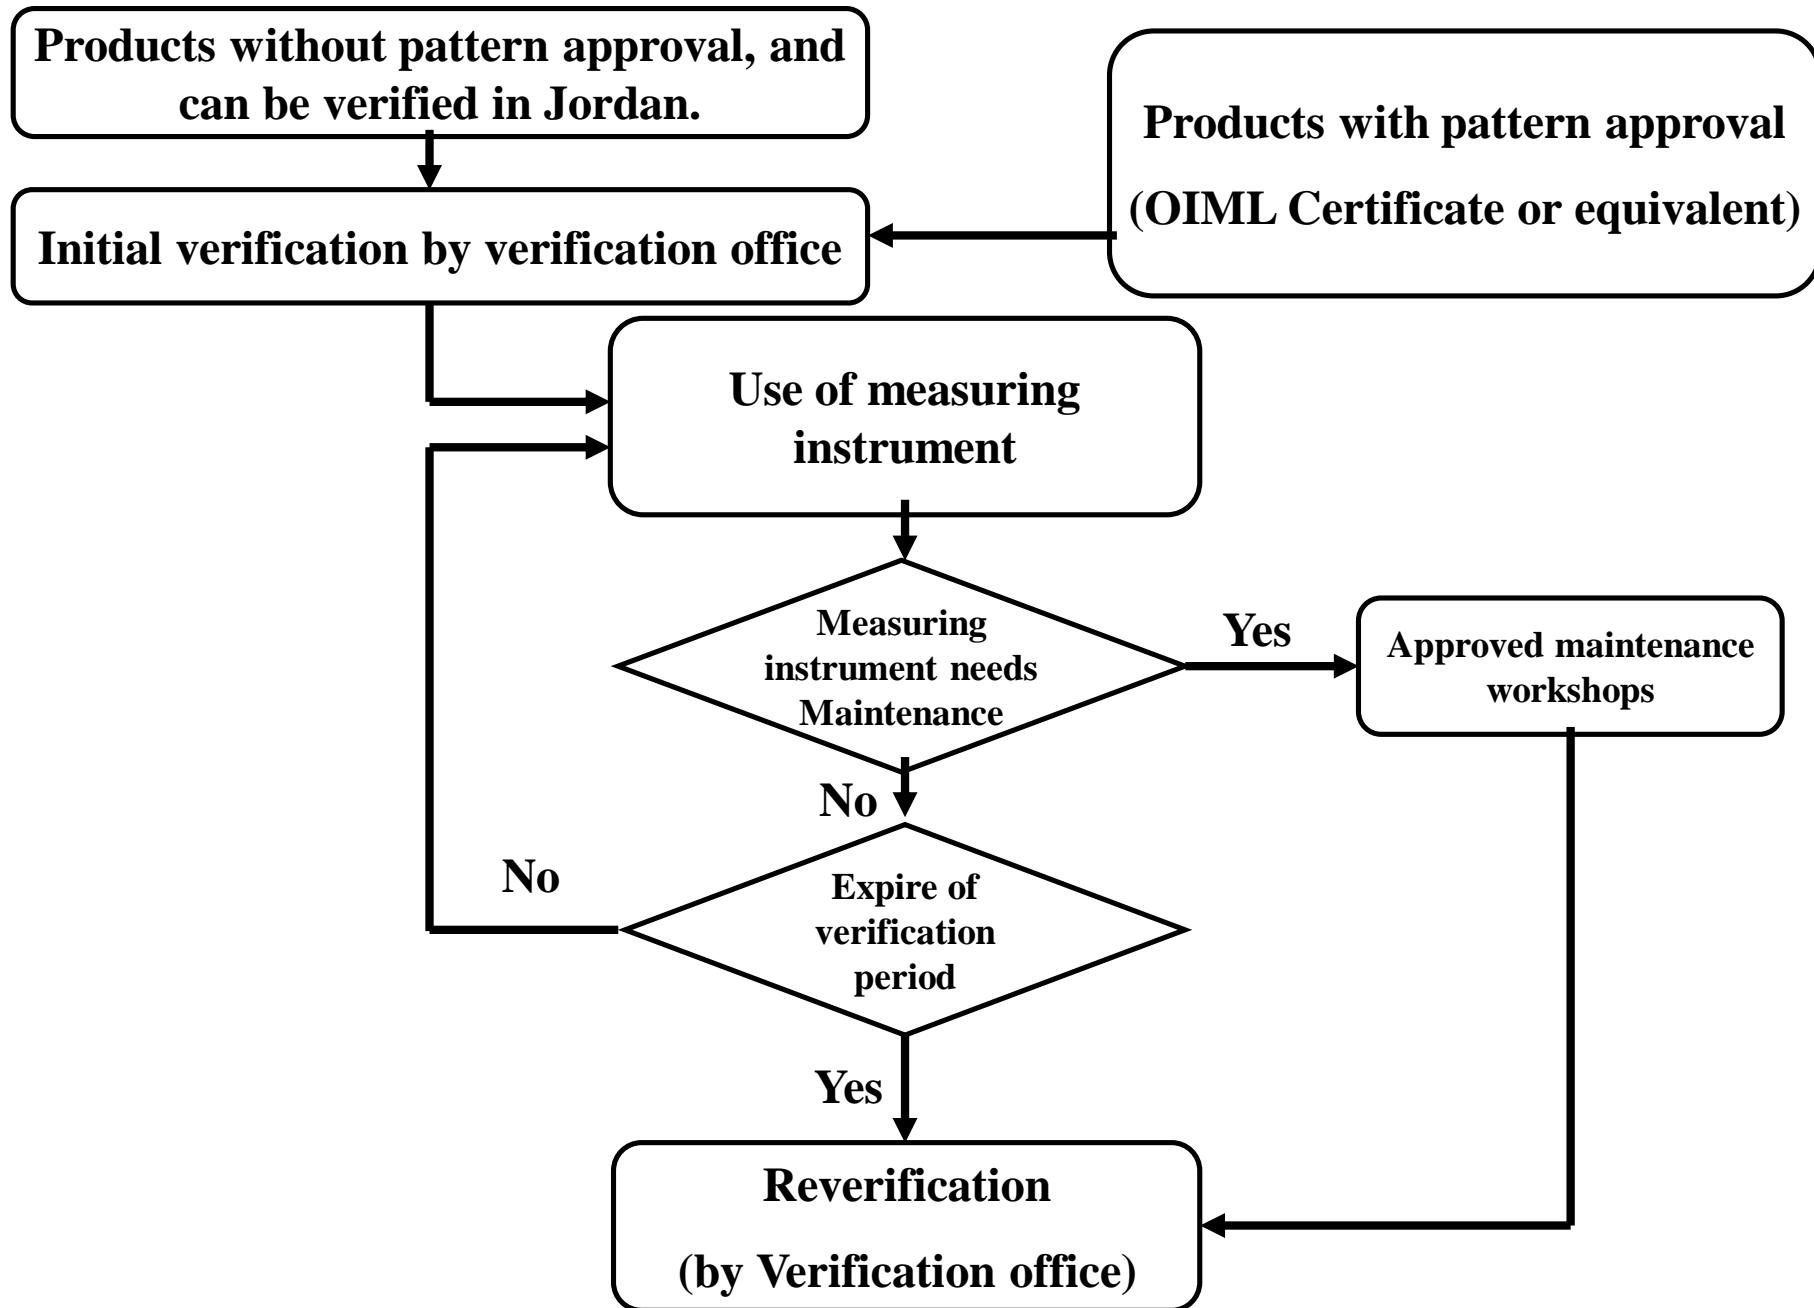 Products without pattern approval, and
can be verified in Jordan.
Products with pattern approval
(OIML Certificate or equivalent)
Initial verification by verification office
Use of measuring
instrument
Measuring
instrument needs
Maintenance
Yes
Approved maintenance
workshops
No
No
Expire of
verification
period
Yes
Reverification
(by Verification office)